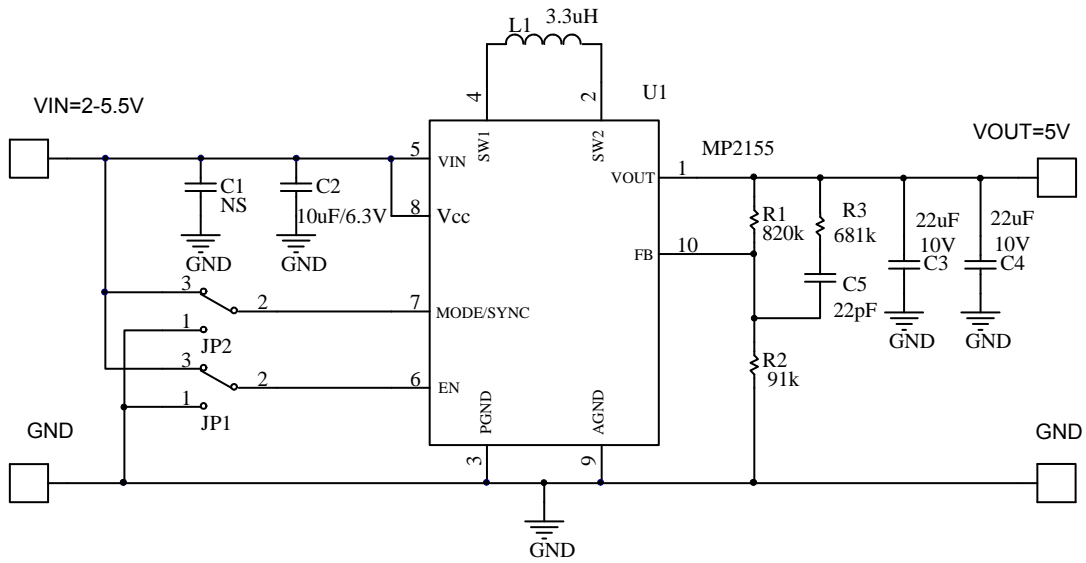 L1 3.3uH
4
2
U1
SW1
SW2
VIN=2-5.5V
VOUT=5V
MP2155
5
VIN
VOUT
1
C1
NS
C2
10uF/6.3V
8
Vcc
R1
820k
R3
681k
22uF
10V
C3
22uF
10V
C4
GND
GND
FB
10
C5
22pF
GND
GND
3
2
7
MODE/SYNC
1
JP2
3
2
6
EN
R2
91k
1
JP1
PGND
AGND
GND
GND
3
9
GND